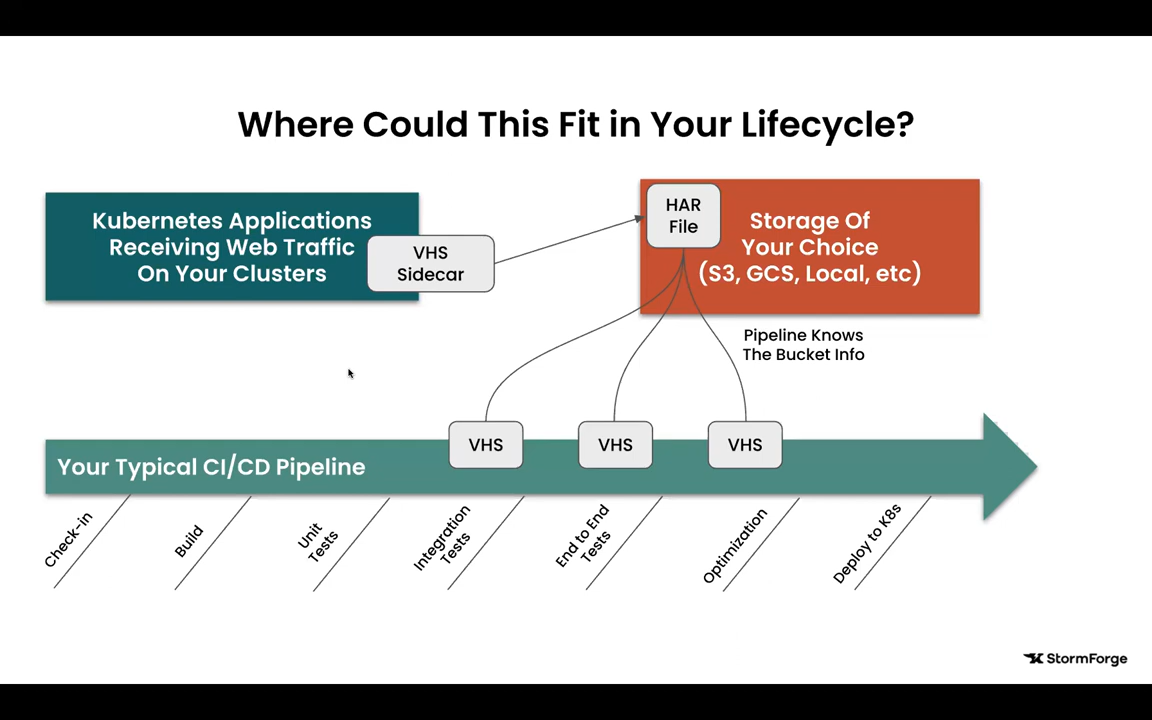 Where Could This Fit in Your Lifecycle?
Kubernetes Applications
Receiving Web Traffic
On Your Clusters
VHS
Sidecar
HAR
File
Storage Of
Your Choice
(S3, GCS, Local, etc)
Pipeline Knows
The Bucket Info
VHS
VHS
VHS
Your Typical CI/CD Pipeline
Check-in
Build
Unit
Tests
Integration
Tests
End to End
Tests
Optimization
Deploy to K8s
StormForge